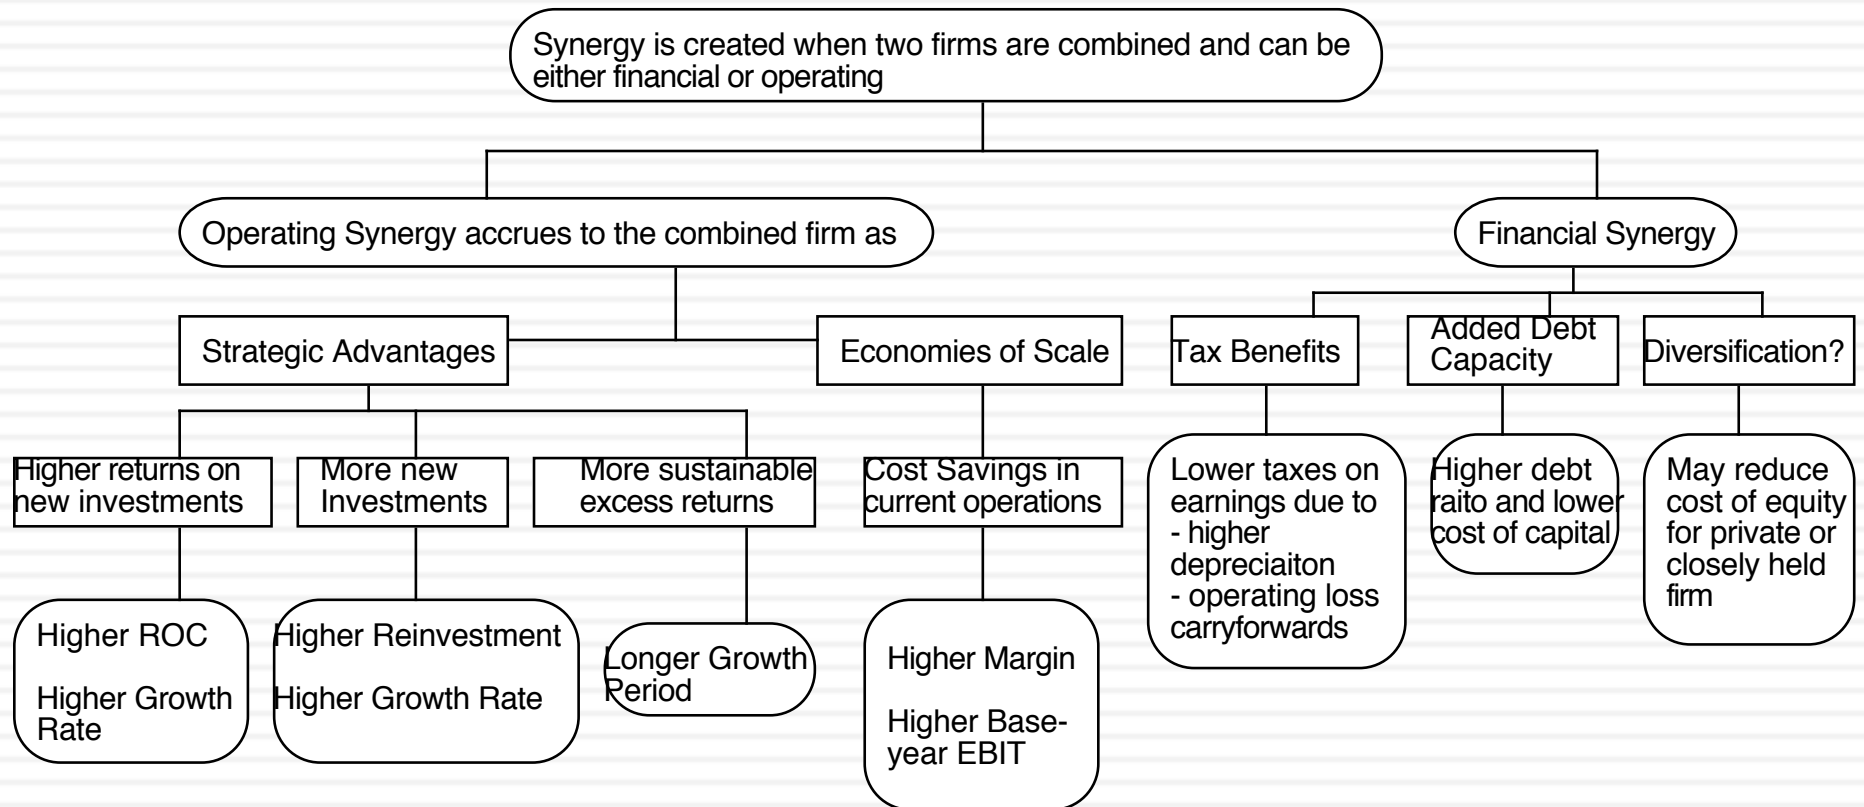 Synergy is created when two firms are combined and can be
either financial or operating
Operating Synergy accrues to the combined firm as
Financial Synergy
Strategic Advantages
Economies of Scale
Tax Benefits
Added Debt
Capacity
Diversification?
Higher returns on
new investments
More new
Investments
More sustainable
excess returns
Cost Savings in
current operations
Lower taxes on
earnings due to
- higher
depreciaiton
- operating loss
carryforwards
Higher debt
raito and lower
cost of capital
May reduce
cost of equity
for private or
closely held
firm
Higher ROC
Higher Growth
Rate
Higher Reinvestment
Higher Growth Rate
Longer Growth
Period
Higher Margin
Higher Base-
year EBIT